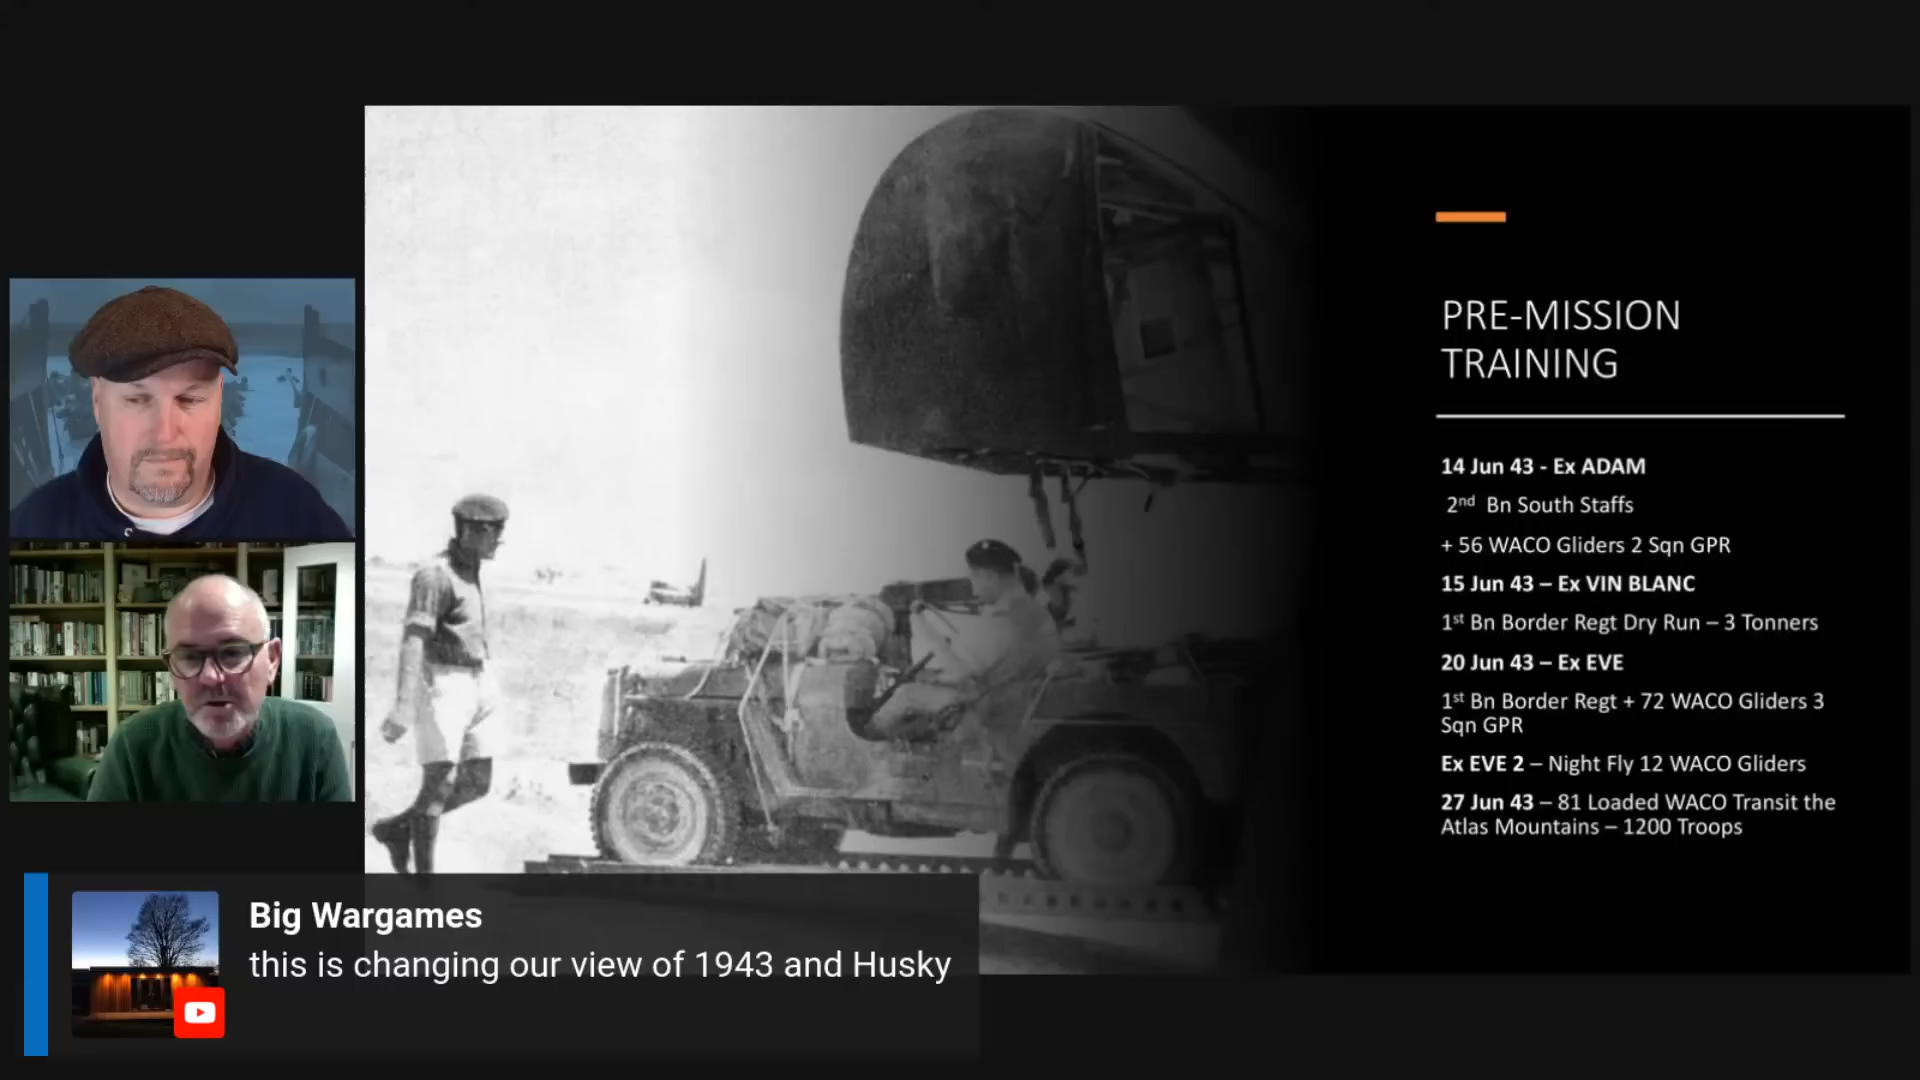 PRE-MISSION
TRAINING
14 Jun 43 - Ex ADAM
2nd Bn South Staffs
+ 56 WACO Gliders 2 Sqn GPR
15 Jun 43 – Ex VIN BLANC
1st Bn Border Regt Dry Run – 3 Tonners
20 Jun 43 – Ex EVE
1st Bn Border Regt + 72 WACO Gliders 3
Sqn GPR
Ex EVE 2 – Night Fly 12 WACO Gliders
27 Jun 43 – 81 Loaded WACO Transit the
Atlas Mountains – 1200 Troops
Big Wargames
this is changing our view of 1943 and Husky